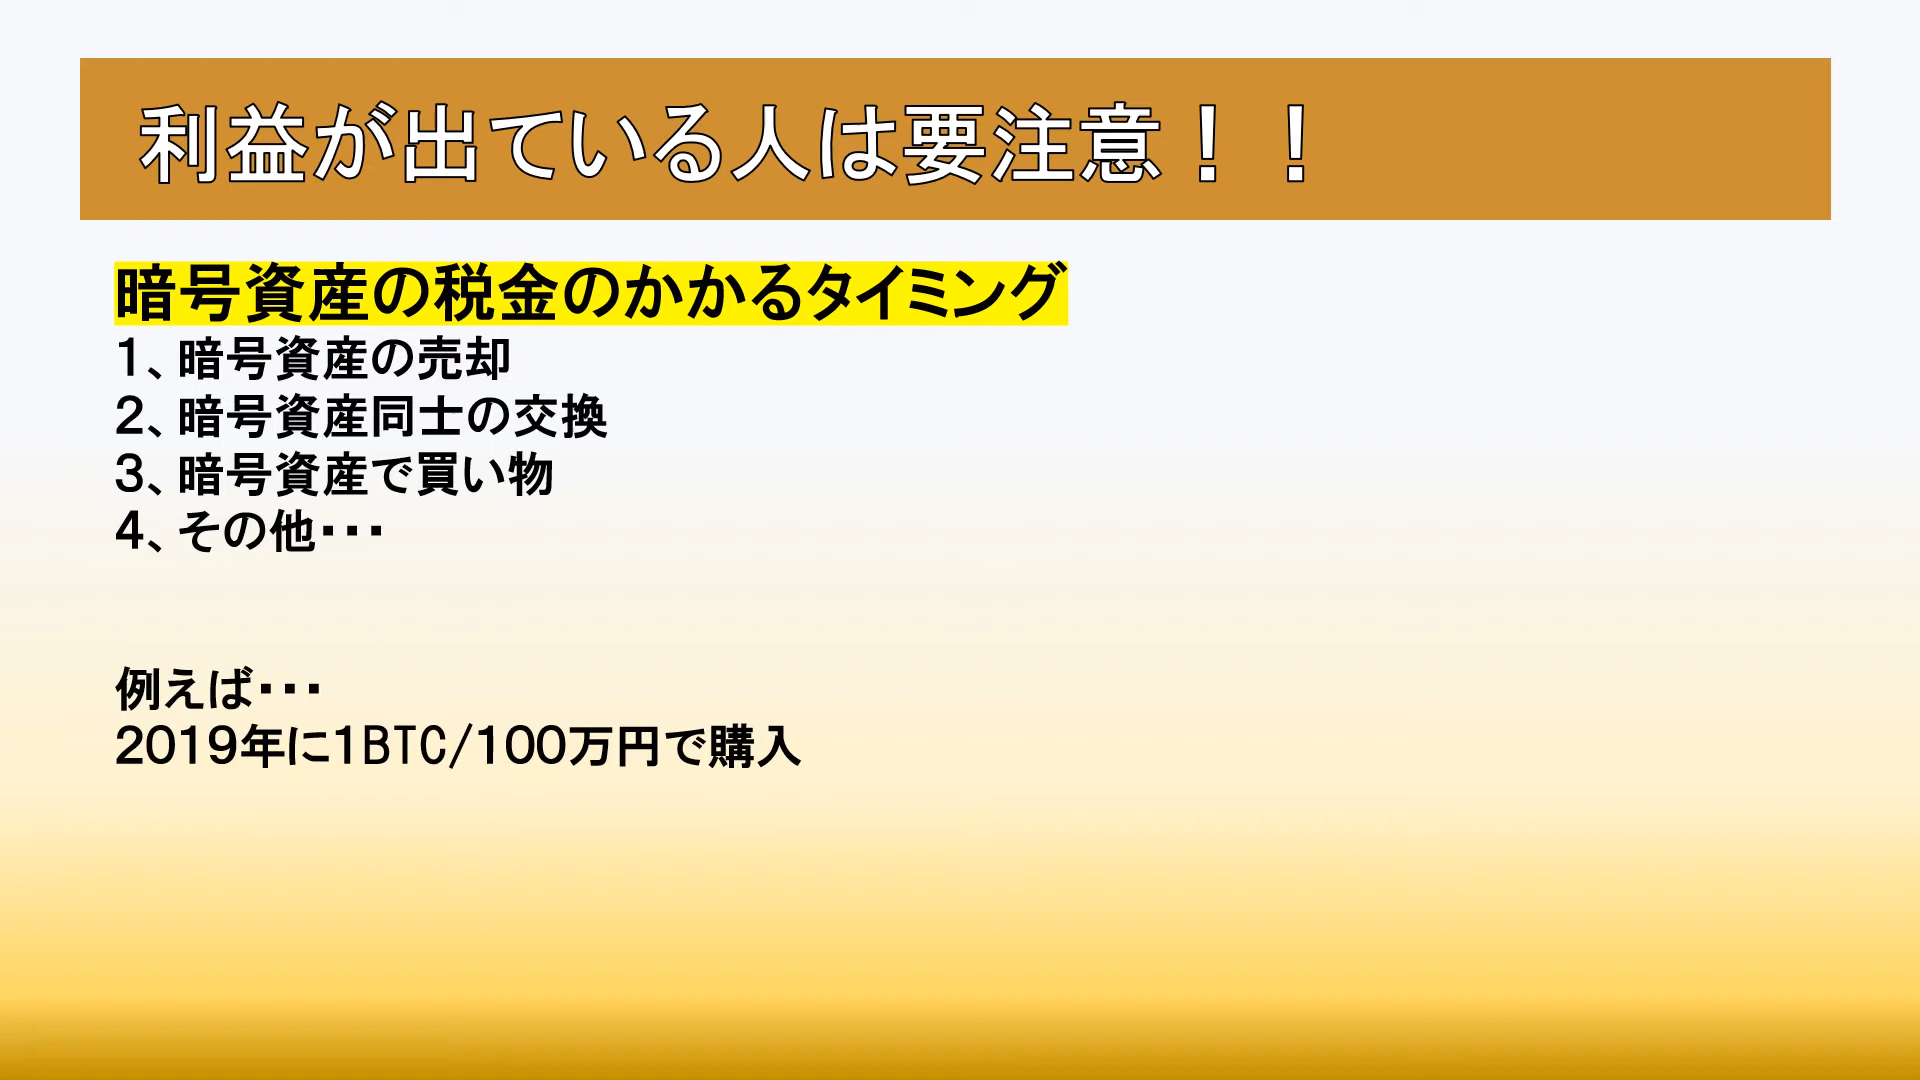 利益が出ている人は要注意！！
暗号資産の税金のかかるタイミング
１、暗号資産の売却
２、暗号資産同士の交換
３、暗号資産で買い物
４、その他・・・
例えば・・・
２０１９年に１BTC/１００万円で購入